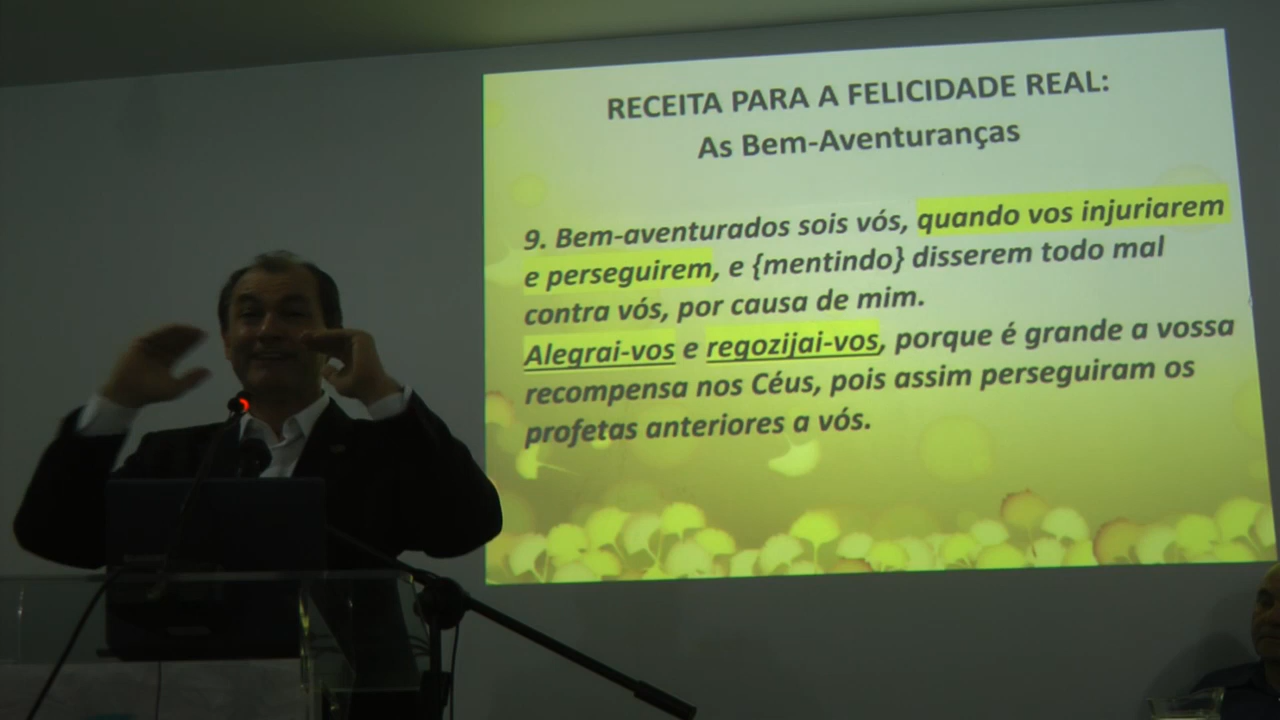 RECEITA PARA A FELICIDADE REAL:
As Bem-Aventuranças
9. Bem-aventurados sois vós, quando vos injuriarem
e perseguirem, e {mentindo} disserem todo mal
contra vós, por causa de mim.
Alegrai-vos e regozijai-vos, porque é grande a vossa
recompensa nos Céus, pois assim perseguiram os
profetas anteriores a vós.